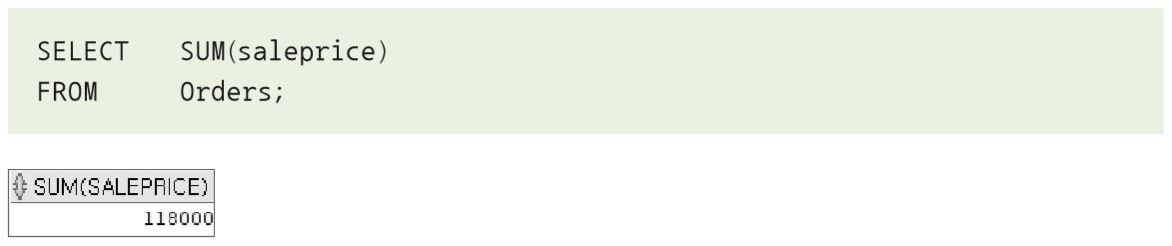 SELECT SUM(saleprice)
FROM Orders;
SUM(SALEPRICE)
118000